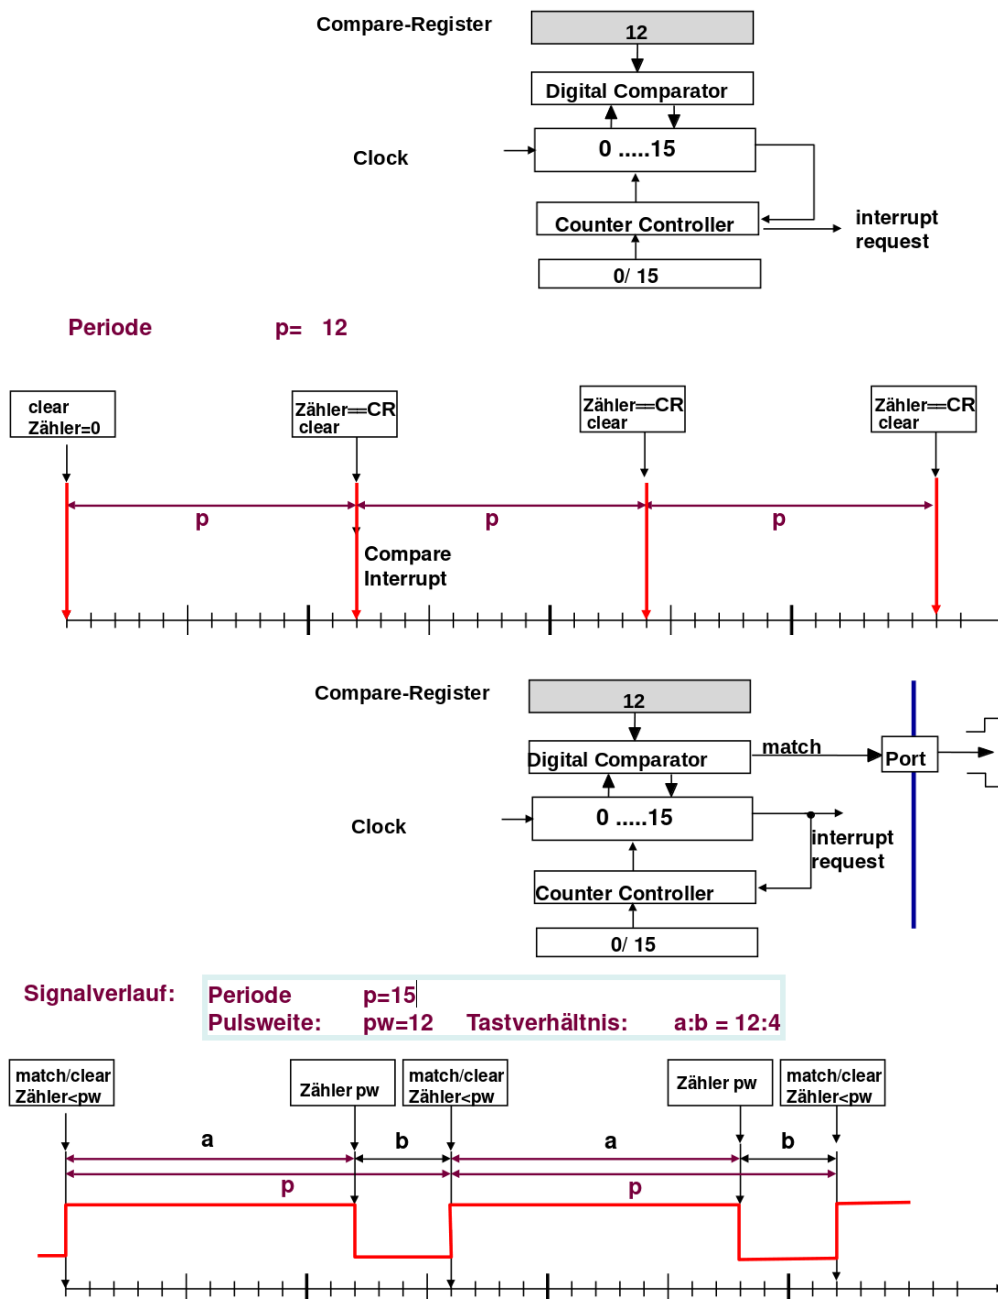 Compare-Register
12
Digital Comparator
0 .....15
Clock
Counter Controller
interrupt
request
0/ 15
Periode p= 12
clear
Zähler=0
Zähler==CR
clear
Zähler==CR
clear
Zähler==CR
clear
p
p
p
Compare
Interrupt
Compare-Register
12
Digital Comparator
match
Port
0 .....15
Clock
interrupt
request
Counter Controller
0/ 15
Signalverlauf:
Periode p=15
Pulsweite: pw=12 Tastverhältnis: a:b = 12:4
match/clear
Zähler<pw
Zähler pw
match/clear
Zähler<pw
Zähler pw
match/clear
Zähler<pw
a
b
a
b
p
p